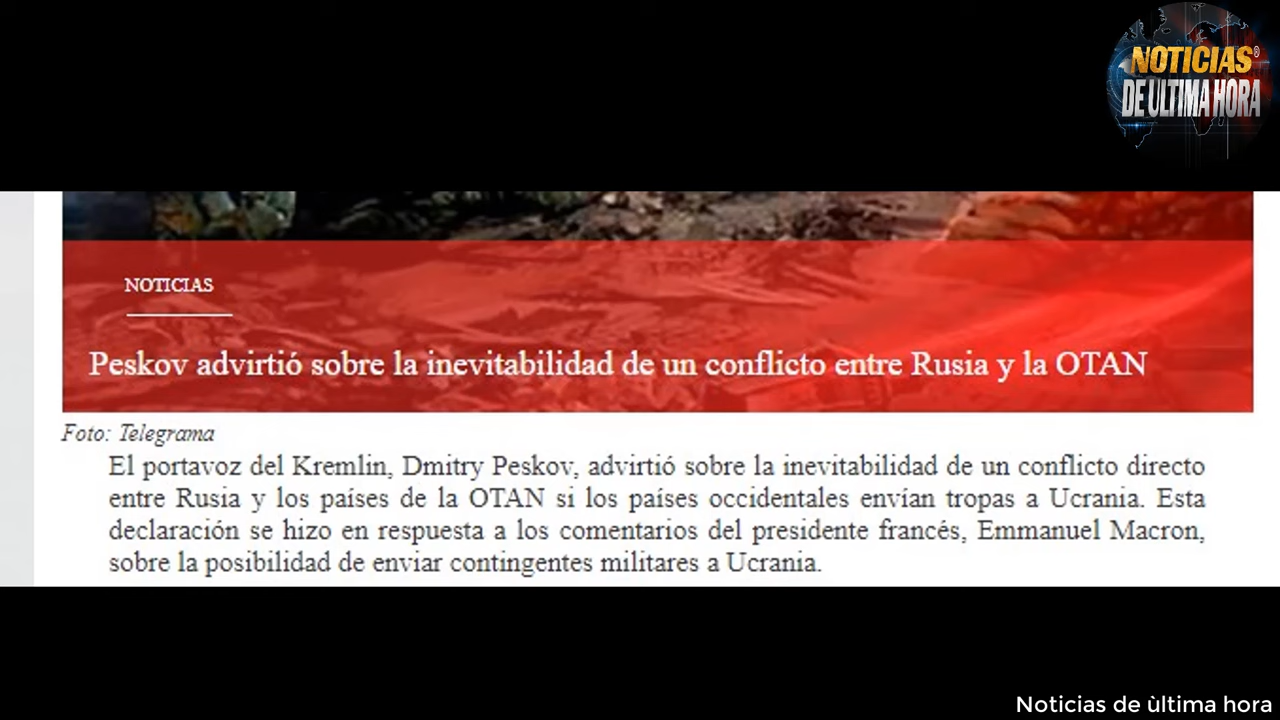 NOTICIAS®
DE ULTIMA HORA
NOTICIAS
Peskov advirtió sobre la inevitabilidad de un conflicto entre Rusia y la OTAN
Foto: Telegrama
El portavoz del Kremlin, Dmitry Peskov, advirtió sobre la inevitabilidad de un conflicto directo
entre Rusia y los países de la OTAN si los países occidentales envían tropas a Ucrania. Esta
declaración se hizo en respuesta a los comentarios del presidente francés, Emmanuel Macron,
sobre la posibilidad de enviar contingentes militares a Ucrania.
Noticias de ùltima hora